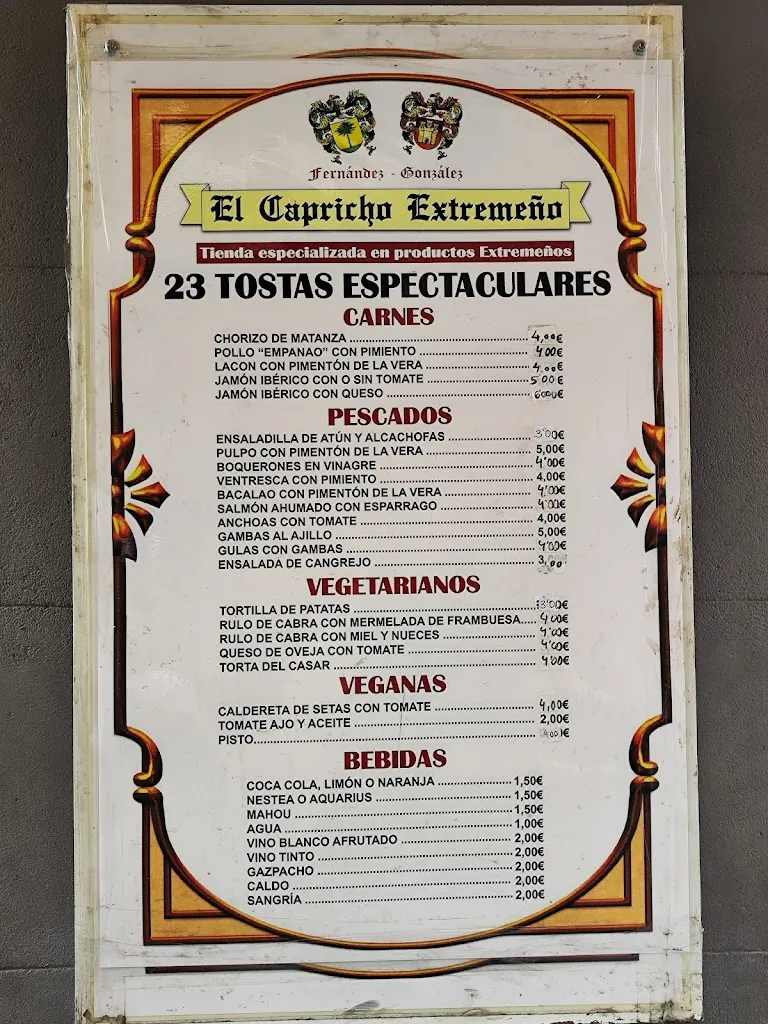 Fernández - González
El Capricho Extremeño
Tienda especializada en productos Extremeños
23 TOSTAS ESPECTACULARES
CARNES
CHORIZO DE MATANZA 4,00€
POLLO “EMPANAO” CON PIMIENTO 4,00€
LACON CON PIMENTÓN DE LA VERA 4,00€
JAMÓN IBÉRICO CON O SIN TOMATE 5,00€
JAMÓN IBÉRICO CON QUESO
PESCADOS
ENSALADILLA DE ATÚN Y ALCACHOFAS 3'00€
PULPO CON PIMENTÓN DE LA VERA 5,00€
BOQUERONES EN VINAGRE 4'00€
VENTRESCA CON PIMIENTO 4,00€
BACALAO CON PIMENTÓN DE LA VERA 4'00€
SALMÓN AHUMADO CON ESPARRAGO 4'00€
ANCHOAS CON TOMATE 4,00€
GAMBAS AL AJILLO 5,00€
GULAS CON GAMBAS 4'00€
ENSALADA DE CANGREJO 3,00
VEGETARIANOS
TORTILLA DE PATATAS 3'00€
RULO DE CABRA CON MERMELADA DE FRAMBUESA 4'00€
RULO DE CABRA CON MIEL Y NUECES 4'00€
QUESO DE OVEJA CON TOMATE 4'00€
TORTA DEL CASAR 4'00€
VEGANAS
CALDERETA DE SETAS CON TOMATE 4,00€
TOMATE AJO Y ACEITE 2,00€
PISTO
BEBIDAS
COCA COLA, LIMÓN O NARANJA 1,50€
NESTEA O AQUARIUS 1,50€
MAHOU 1,50€
AGUA 1,00€
VINO BLANCO AFRUTADO 2,00€
VINO TINTO 2,00€
GAZPACHO 2,00€
CALDO 2,00€
SANGRÍA 2,00€